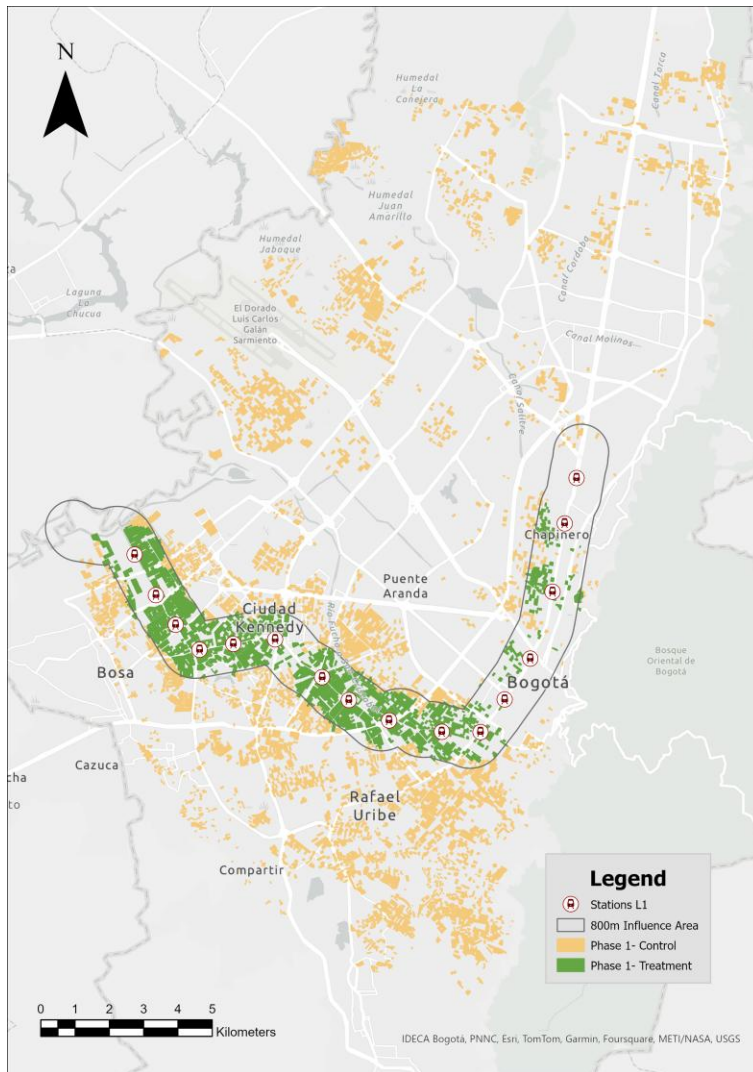 N
Humedal
La
Conejera
Canal Torca
Humedal
Juan
Amarillo
Humedal
Jaboque
Canal Cordoba
Laguna
La
Chucua
El Dorado
Luis Carlos
Galán
Sarmiento
Canal Molinos
Canal Salitre
Chapinero
Puente
Aranda
Ciudad
Kennedy
Bosa
Bogotá
Bosque
Oriental de
Bogotá
Cazuca
Rafael
Uribe
Compartir
Legend
Stations L1
800m Influence Area
Phase 1- Control
Phase 1- Treatment
0 1 2 3 4 5
Kilometers
IDECA Bogotá, PNNC, Esri, TomTom, Garmin, Foursquare, METI/NASA, USGS